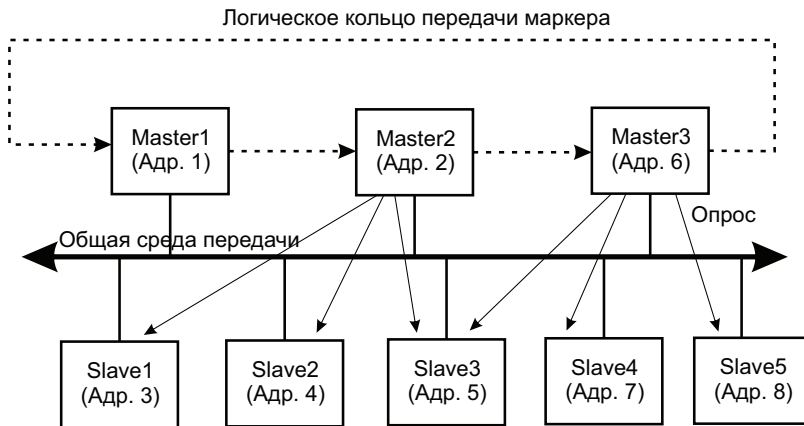 Логическое кольцо передачи маркера
Master1
(Адр. 1)
Master2
(Адр. 2)
Master3
(Адр. 6)
Опрос
Общая среда передачи
Slave1
(Адр. 3)
Slave2
(Адр. 4)
Slave3
(Адр. 5)
Slave4
(Адр. 7)
Slave5
(Адр. 8)